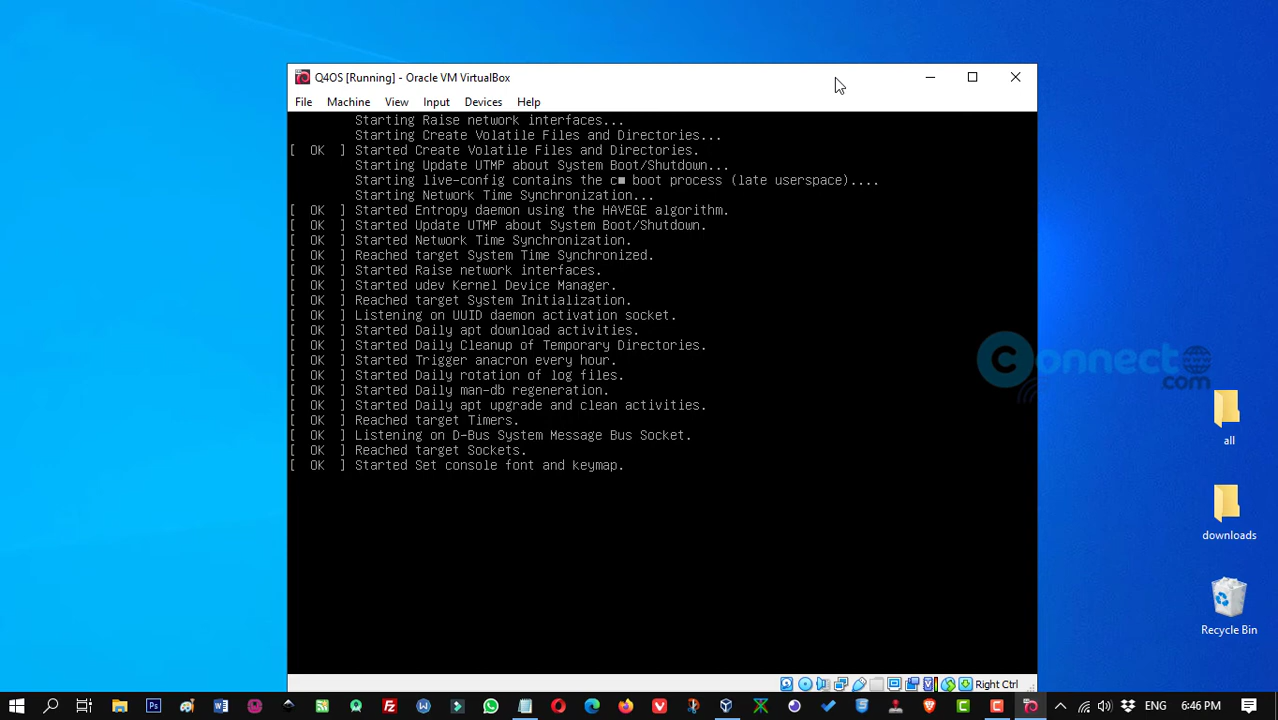 Q4OS [Running] - Oracle VM VirtualBox
File Machine View Input Devices Help
Starting Raise network interfaces...
Starting Create Volatile Files and Directories...
[ OK ] Started Create Volatile Files and Directories.
Starting Update UTMP about System Boot/Shutdown...
Starting live-config contains the c■ boot process (late userspace)....
Starting Network Time Synchronization...
[ OK ] Started Entropy daemon using the HAVEGE algorithm.
[ OK ] Started Update UTMP about System Boot/Shutdown.
[ OK ] Started Network Time Synchronization.
[ OK ] Reached target System Time Synchronized.
[ OK ] Started Raise network interfaces.
[ OK ] Started udev Kernel Device Manager.
[ OK ] Reached target System Initialization.
[ OK ] Listening on UUID daemon activation socket.
[ OK ] Started Daily apt download activities.
[ OK ] Started Daily Cleanup of Temporary Directories.
[ OK ] Started Trigger anacron every hour.
[ OK ] Started Daily rotation of log files.
[ OK ] Started Daily man-db regeneration.
[ OK ] Started Daily apt upgrade and clean activities.
[ OK ] Reached target Timers.
[ OK ] Listening on D-Bus System Message Bus Socket.
[ OK ] Reached target Sockets.
[ OK ] Started Set console font and keymap.
Connect
.com
all
downloads
Recycle Bin
Right Ctrl
ENG 6:46 PM